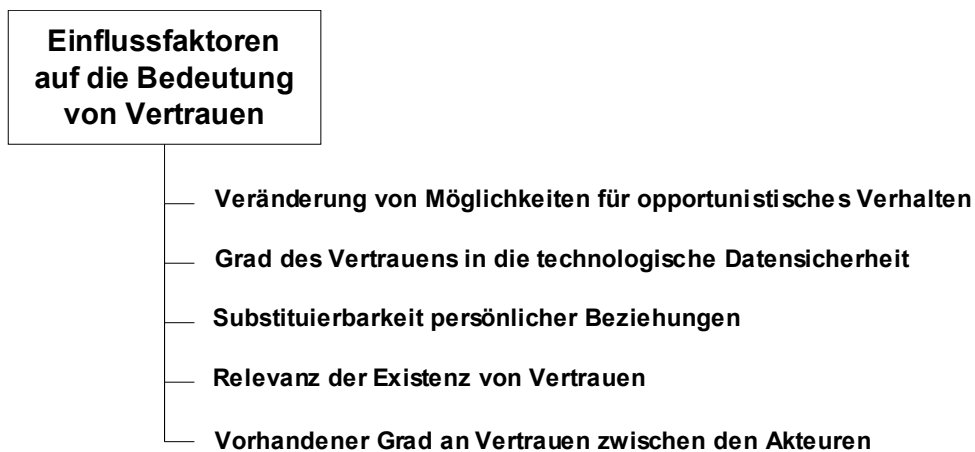 Einflussfaktoren
auf die Bedeutung
von Vertrauen
Veränderung von Möglichkeiten für opportunistisches Verhalten
Grad des Vertrauens in die technologische Datensicherheit
Substituierbarkeit persönlicher Beziehungen
Relevanz der Existenz von Vertrauen
Vorhandener Grad an Vertrauen zwischen den Akteuren